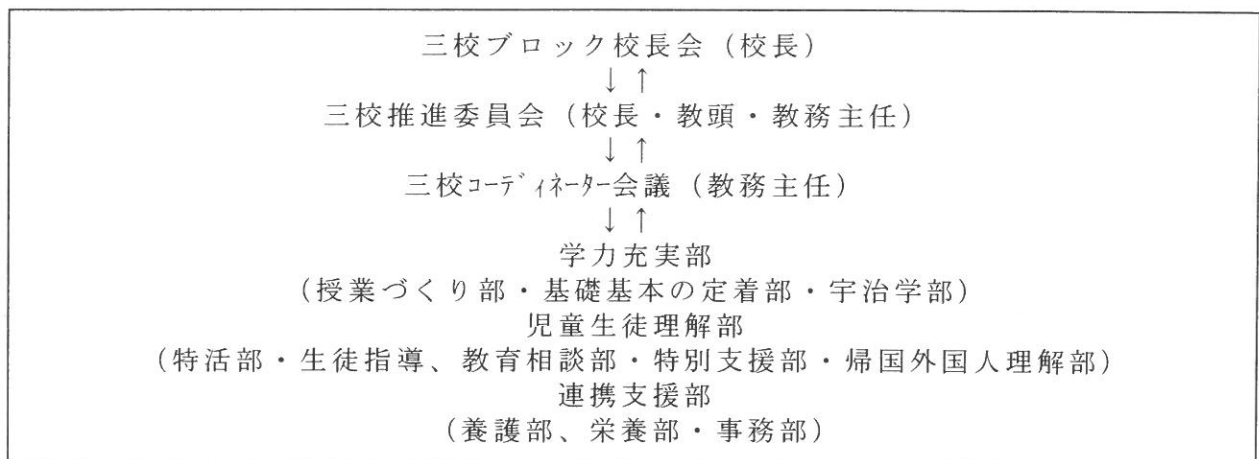 三校ブロック校長会（校長）
↓↑
三校推進委員会（校長・教頭・教務主任）
↓↑
三校ｺｰﾃﾞｨﾈｰﾀｰ会議（教務主任）
↓↑
学力充実部
（授業づくり部・基礎基本の定着部・宇治学部）
児童生徒理解部
（特活部・生徒指導、教育相談部・特別支援部・帰国外国人理解部）
連携支援部
（養護部、栄養部・事務部）